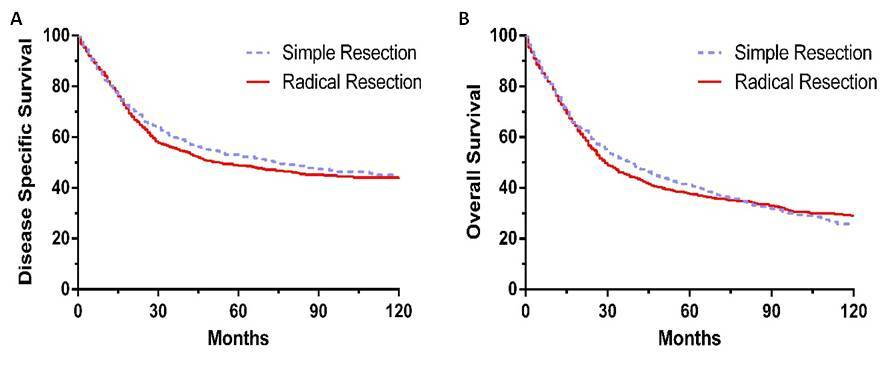 A
Disease Specific Survival
100
80
60
40
20
0
Simple Resection
Radical Resection
0 30 60 90 120
Months
B
Overall Survival
100
80
60
40
20
0
Simple Resection
Radical Resection
0 30 60 90 120
Months